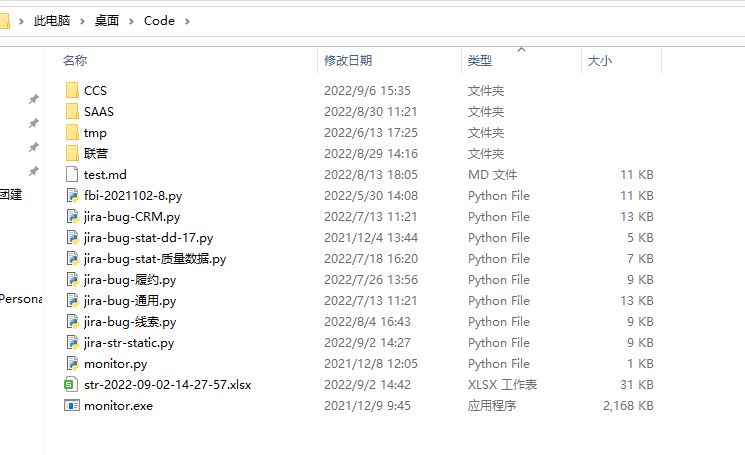 此电脑 > 桌面 > Code >
名称 修改日期 类型 大小
CCS 2022/9/6 15:35 文件夹
SAAS 2022/8/30 11:21 文件夹
tmp 2022/6/13 17:25 文件夹
联营 2022/8/29 14:16 文件夹
test.md 2022/8/13 18:05 MD 文件 11 KB
团建
fbi-2021102-8.py 2022/5/30 14:08 Python File 11 KB
jira-bug-CRM.py 2022/7/13 11:21 Python File 13 KB
jira-bug-stat-dd-17.py 2021/12/4 13:44 Python File 5 KB
jira-bug-stat-质量数据.py 2022/7/18 16:20 Python File 7 KB
jira-bug-履约.py 2022/7/26 13:56 Python File 9 KB
Persona
jira-bug-通用.py 2022/7/13 11:21 Python File 13 KB
jira-bug-线索.py 2022/8/4 16:43 Python File 9 KB
jira-str-static.py 2022/9/2 14:27 Python File 9 KB
monitor.py 2021/12/8 12:05 Python File 1 KB
str-2022-09-02-14-27-57.xlsx 2022/9/2 14:42 XLSX 工作表 31 KB
monitor.exe 2021/12/9 9:45 应用程序 2,168 KB